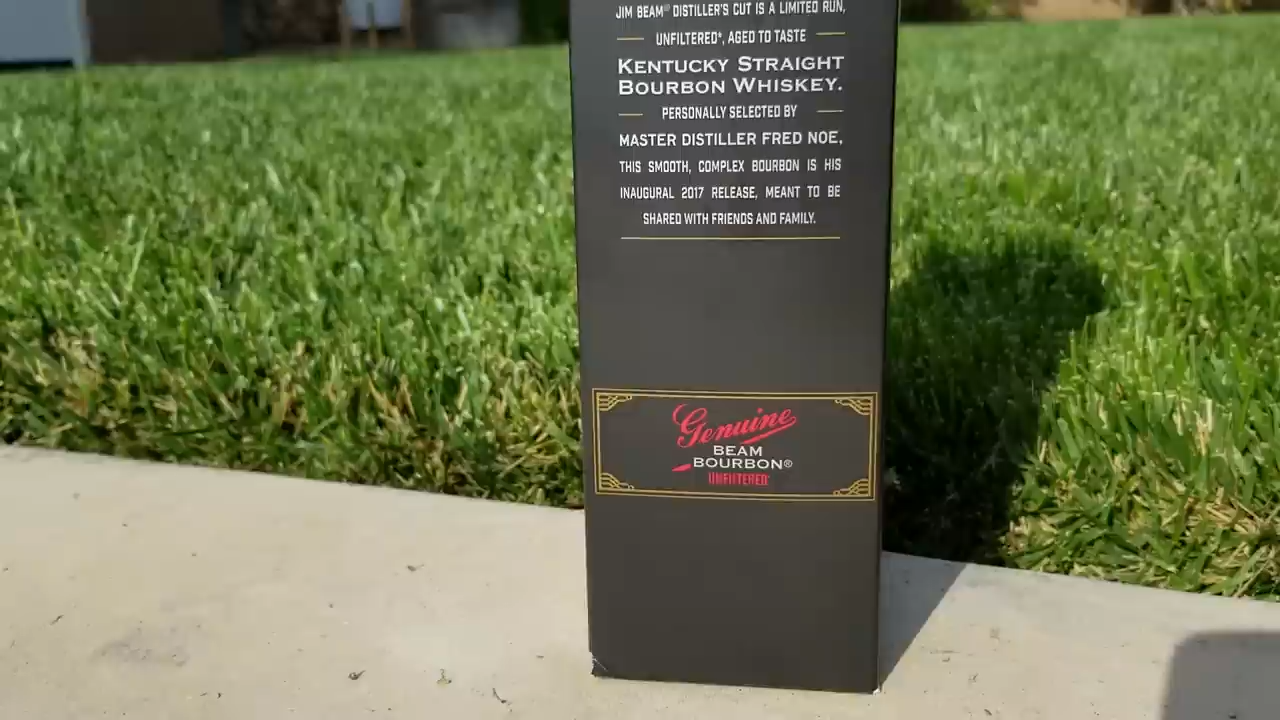 JIM BEAM® DISTILLER'S CUT IS A LIMITED RUN,
UNFILTERED*, AGED TO TASTE
KENTUCKY STRAIGHT
BOURBON WHISKEY.
PERSONALLY SELECTED BY
MASTER DISTILLER FRED NOE,
THIS SMOOTH, COMPLEX BOURBON IS HIS
INAUGURAL 2017 RELEASE, MEANT TO BE
SHARED WITH FRIENDS AND FAMILY.
Genuine
BEAM
BOURBON®
UNFILTERED*